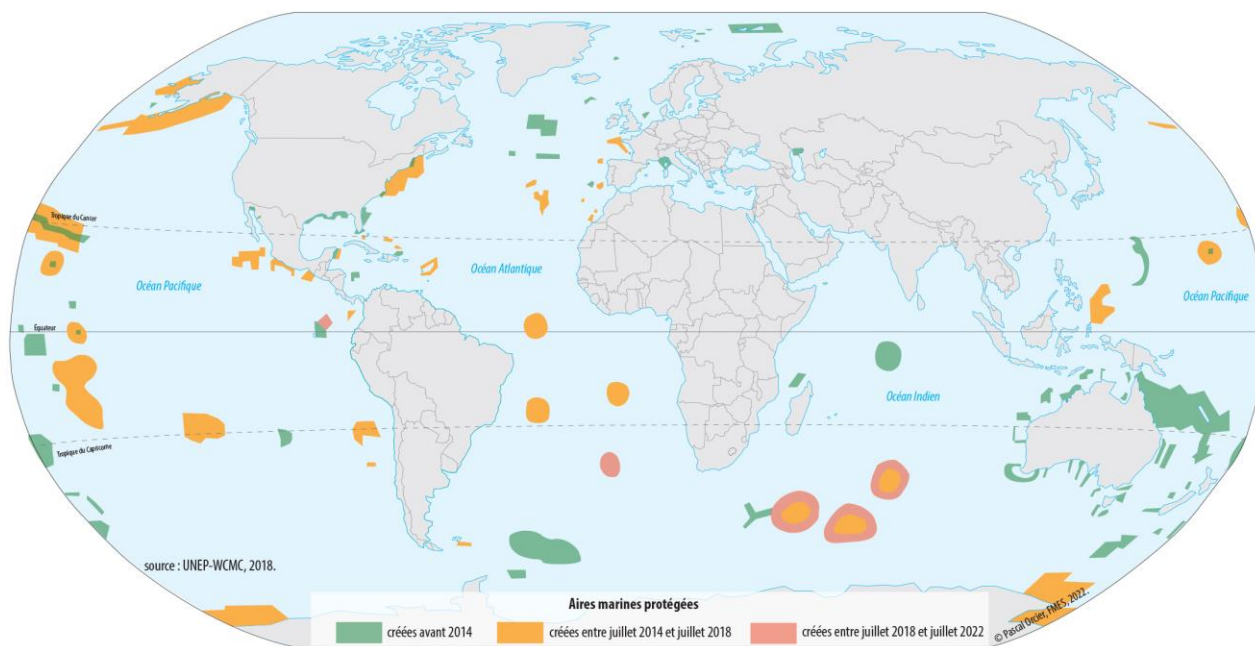 Tropique du Cancer
Océan Atlantique
Océan Pacifique
Océan Pacifique
Équateur
Océan Indien
Tropique du Capricorne
source : UNEP-WCMC, 2018.
Aires marines protégées
créées avant 2014
créées entre juillet 2014 et juillet 2018
créées entre juillet 2018 et juillet 2022
© Pascal Orcier, FMES, 2022.